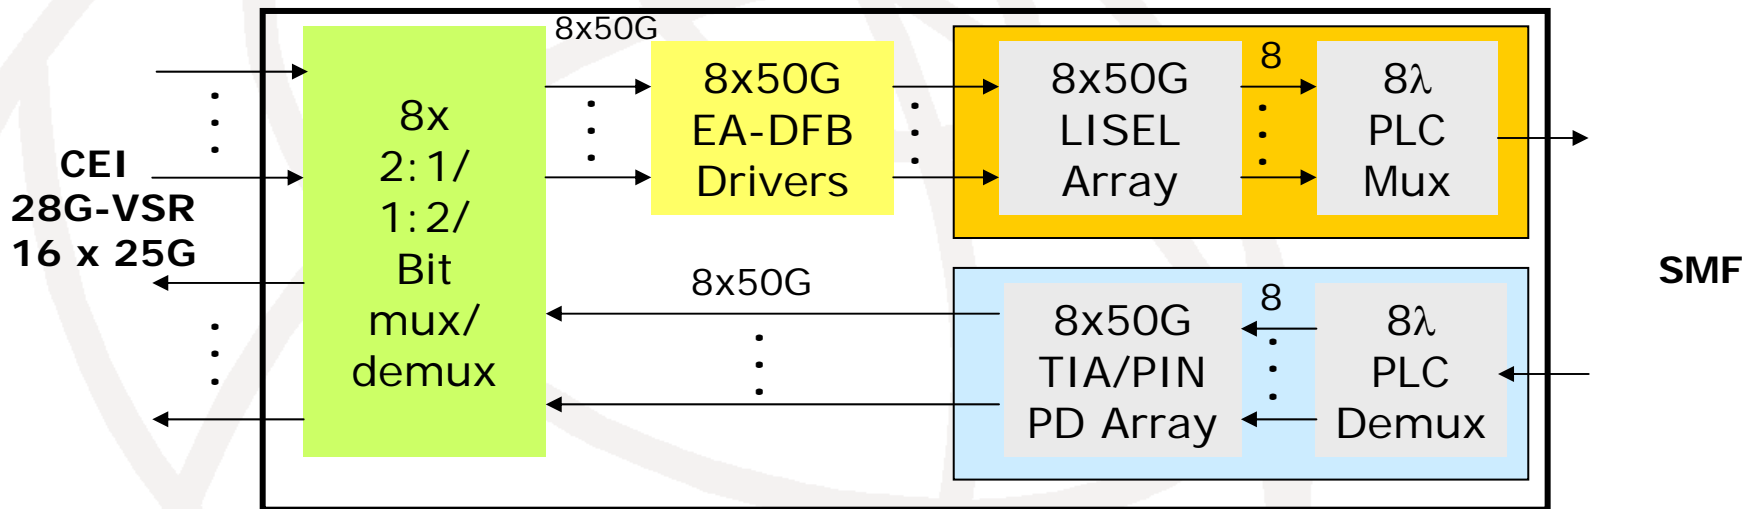 CEI
28G-VSR
16 x 25G
8x
2:1/
1:2/
Bit
mux/
demux
8x50G
8x50G
EA-DFB
Drivers
8x50G
LISEL
Array
8
8λ
PLC
Mux
8x50G
8x50G
TIA/PIN
PD Array
8
8λ
PLC
Demux
SMF